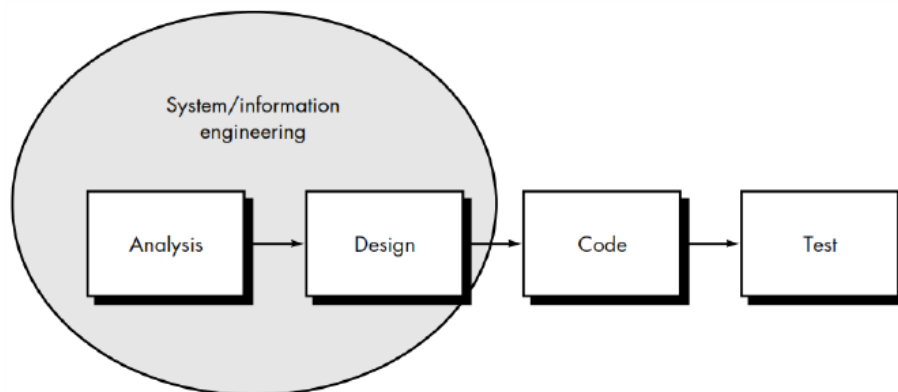 System/information
engineering
Analysis
Design
Code
Test